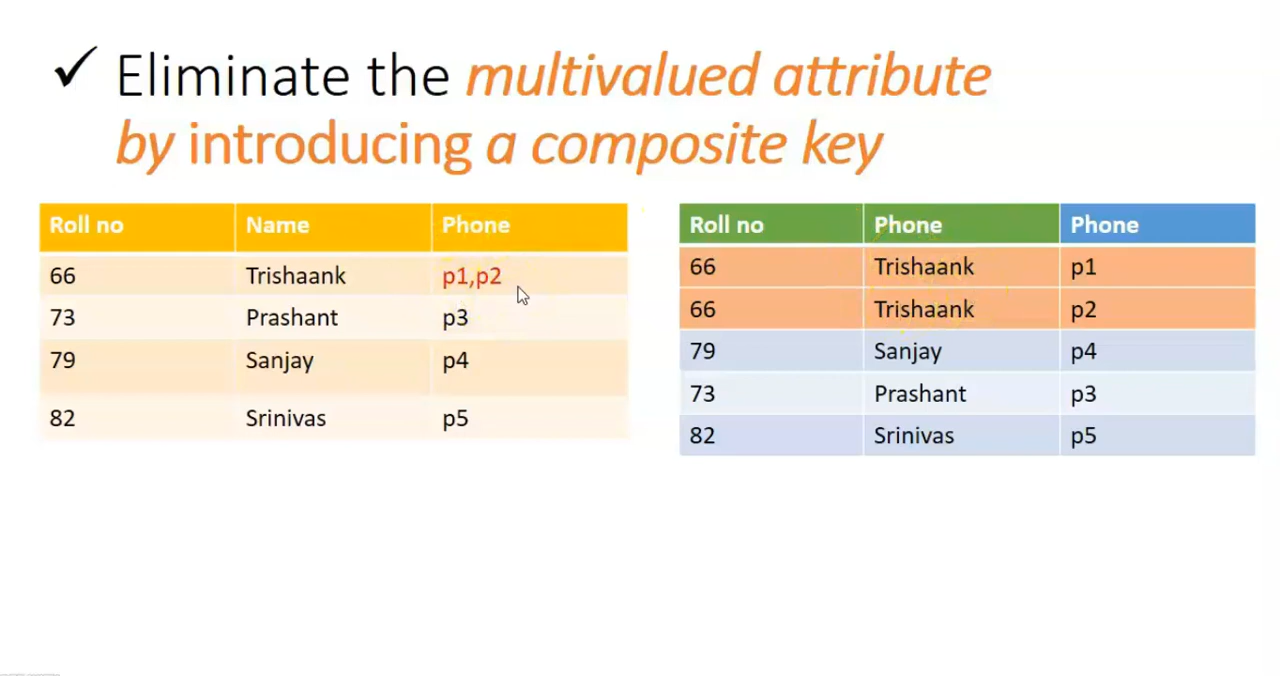 ✓ Eliminate the multivalued attribute
by introducing a composite key
Roll no Name Phone
66 Trishaank p1,p2
73 Prashant p3
79 Sanjay p4
82 Srinivas p5
Roll no Phone Phone
66 Trishaank p1
66 Trishaank p2
79 Sanjay p4
73 Prashant p3
82 Srinivas p5